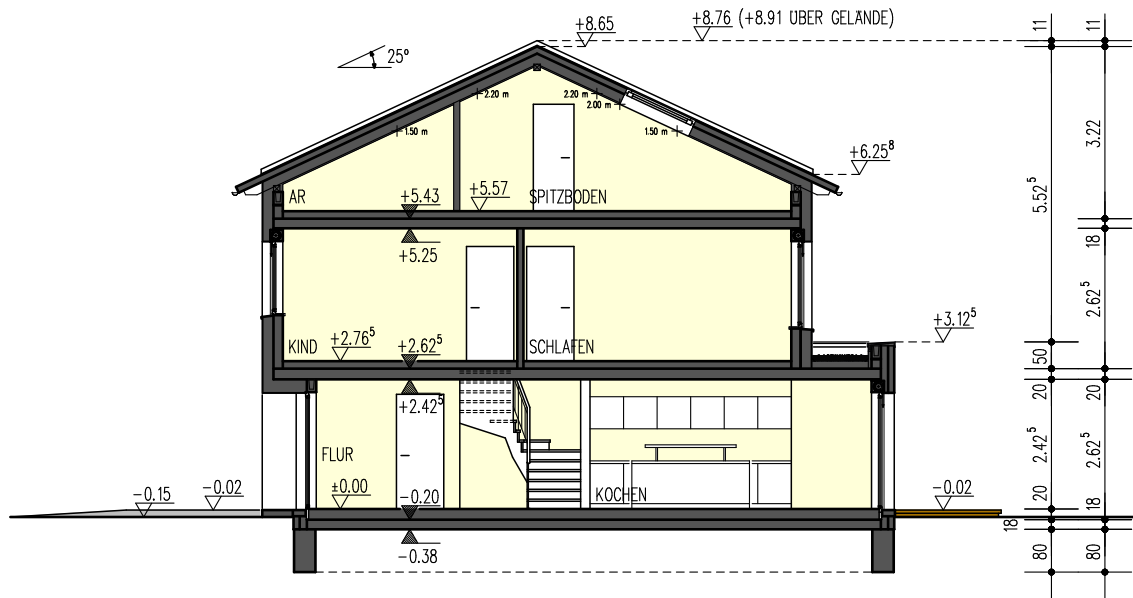 +8.76 (+8.91 ÜBER GELÄNDE)
+8.65
11
11
25°
2.20 m
2.20 m
2.00 m
1.50 m
1.50 m
3.22
+6.25⁸
5.52⁵
AR
+5.43
+5.57
SPITZBODEN
+5.25
18
2.62⁵
+3.12⁵
KIND
+2.76⁵
+2.62⁵
SCHLAFEN
50
20
20
+2.42⁵
2.42⁵
2.62⁵
FLUR
±0.00
-0.20
KOCHEN
-0.15
-0.02
-0.02
20
18
18
-0.38
80
80